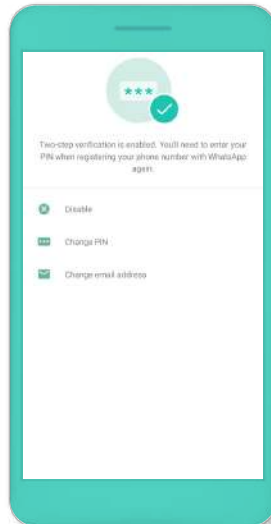 ***
Two-step verification is enabled. You'll need to enter your
PIN when registering your phone number with WhatsApp
again.
Disable
Change PIN
Change email address